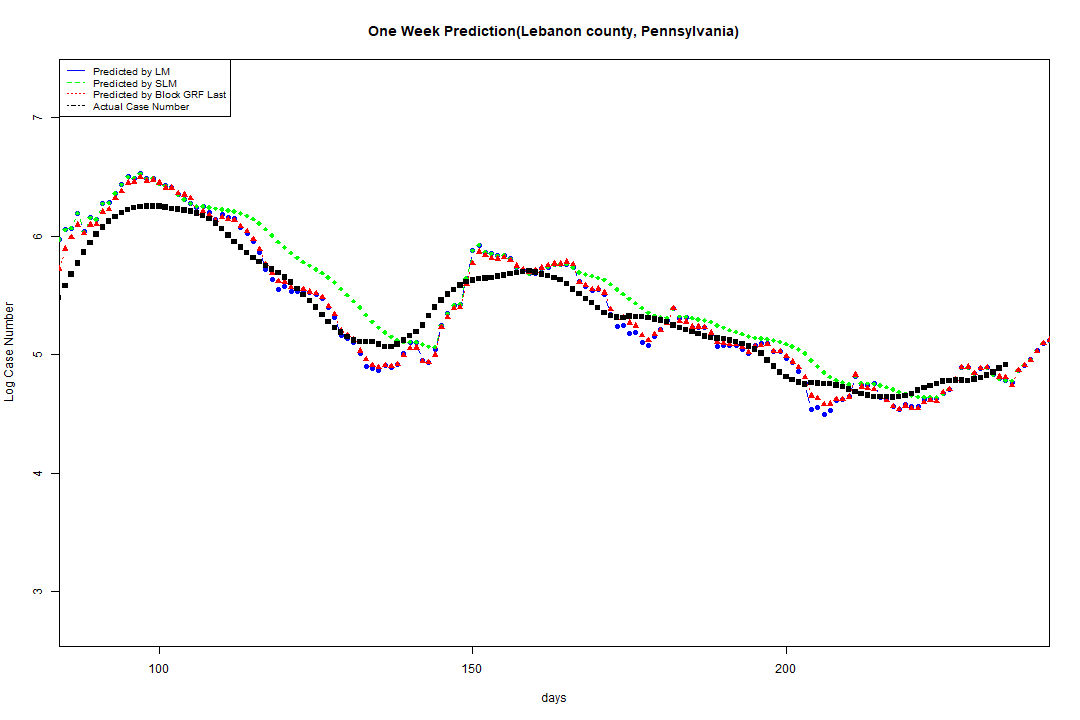 One Week Prediction(Lebanon county, Pennsylvania)
Predicted by LM
Predicted by SLM
Predicted by Block GRF Last
Actual Case Number
7
6
5
4
3
Log Case Number
100 150 200
days